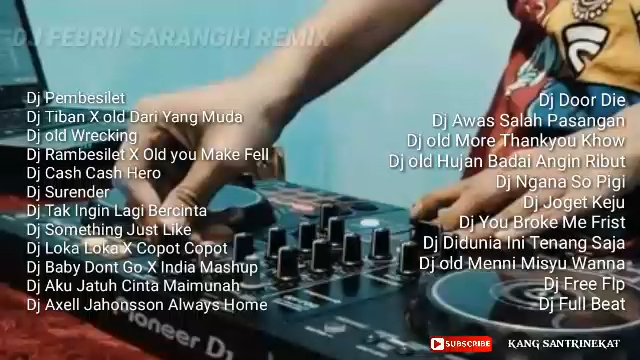 DJ FEBRII SARANGIH REMIX
Dj Pembesilet
Dj Tiban X old Dari Yang Muda
Dj old Wrecking
Dj Rambesilet X Old you Make Fell
Dj Cash Cash Hero
Dj Surender
Dj Tak Ingin Lagi Bercinta
Dj Something Just Like
Dj Loka Loka X Copot Copot
Dj Baby Dont Go X India Mashup
Dj Aku Jatuh Cinta Maimunah
Dj Axell Jahonsson Always Home
Dj Door Die
Dj Awas Salah Pasangan
Dj old More Thankyou Khow
Dj old Hujan Badai Angin Ribut
Dj Ngana So Pigi
Dj Joget Keju
Dj You Broke Me Frist
Dj Didunia Ini Tenang Saja
Dj old Menni Misyu Wanna
Dj Free Flp
Dj Full Beat
Pioneer Dj
SUBSCRIBE
KANG SANTRINEKAT